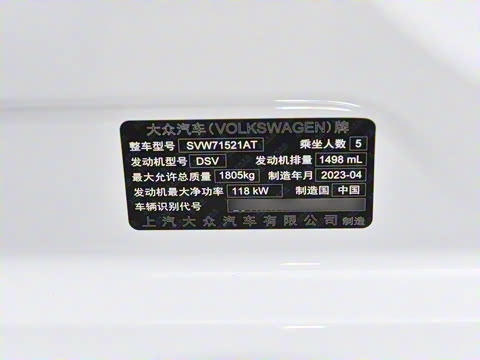 大众汽车(VOLKSWAGEN)牌
整车型号 SVW71521AT 乘坐人数 5
发动机型号 DSV 发动机排量 1498 mL
最大允许总质量 1805kg 制造年月 2023-04
发动机最大净功率 118 kW 制造国 中国
车辆识别代号
上汽大众汽车有限公司 制造